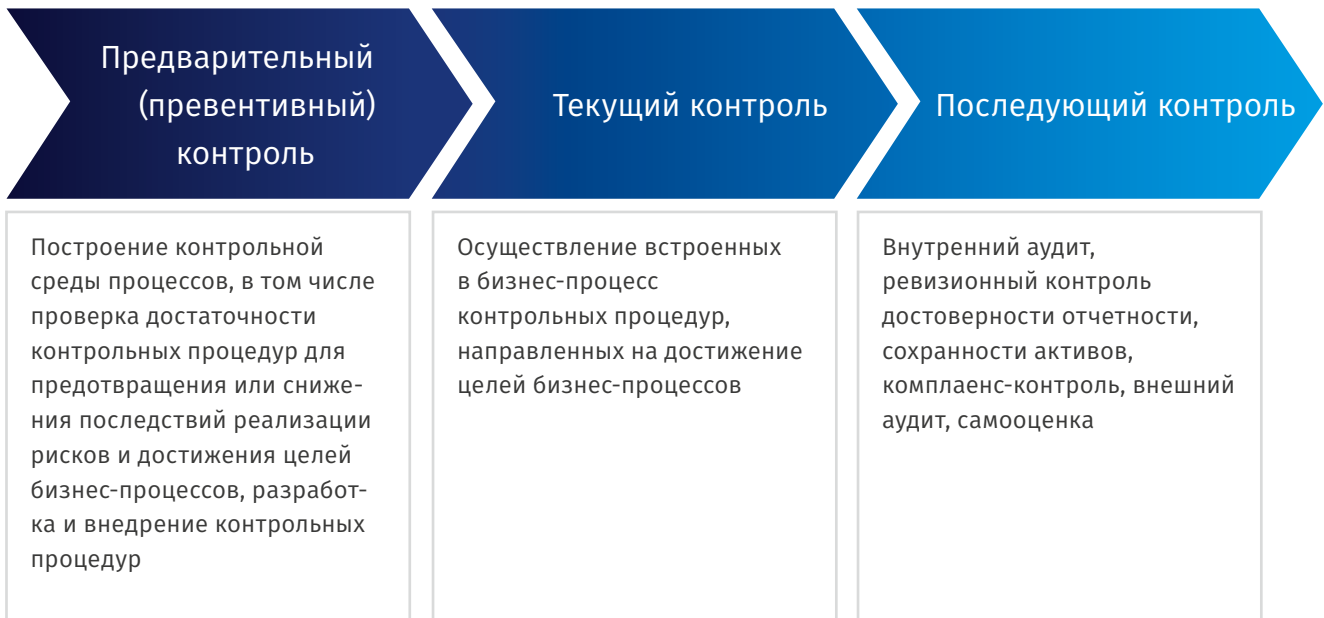 Предварительный
(превентивный)
контроль
Текущий контроль
Последующий контроль
Построение контрольной
среды процессов, в том числе
проверка достаточности
контрольных процедур для
предотвращения или сниже-
ния последствий реализации
рисков и достижения целей
бизнес-процессов, разработ-
ка и внедрение контрольных
процедур
Осуществление встроенных
в бизнес-процесс
контрольных процедур,
направленных на достижение
целей бизнес-процессов
Внутренний аудит,
ревизионный контроль
достоверности отчетности,
сохранности активов,
комплаенс-контроль, внешний
аудит, самооценка